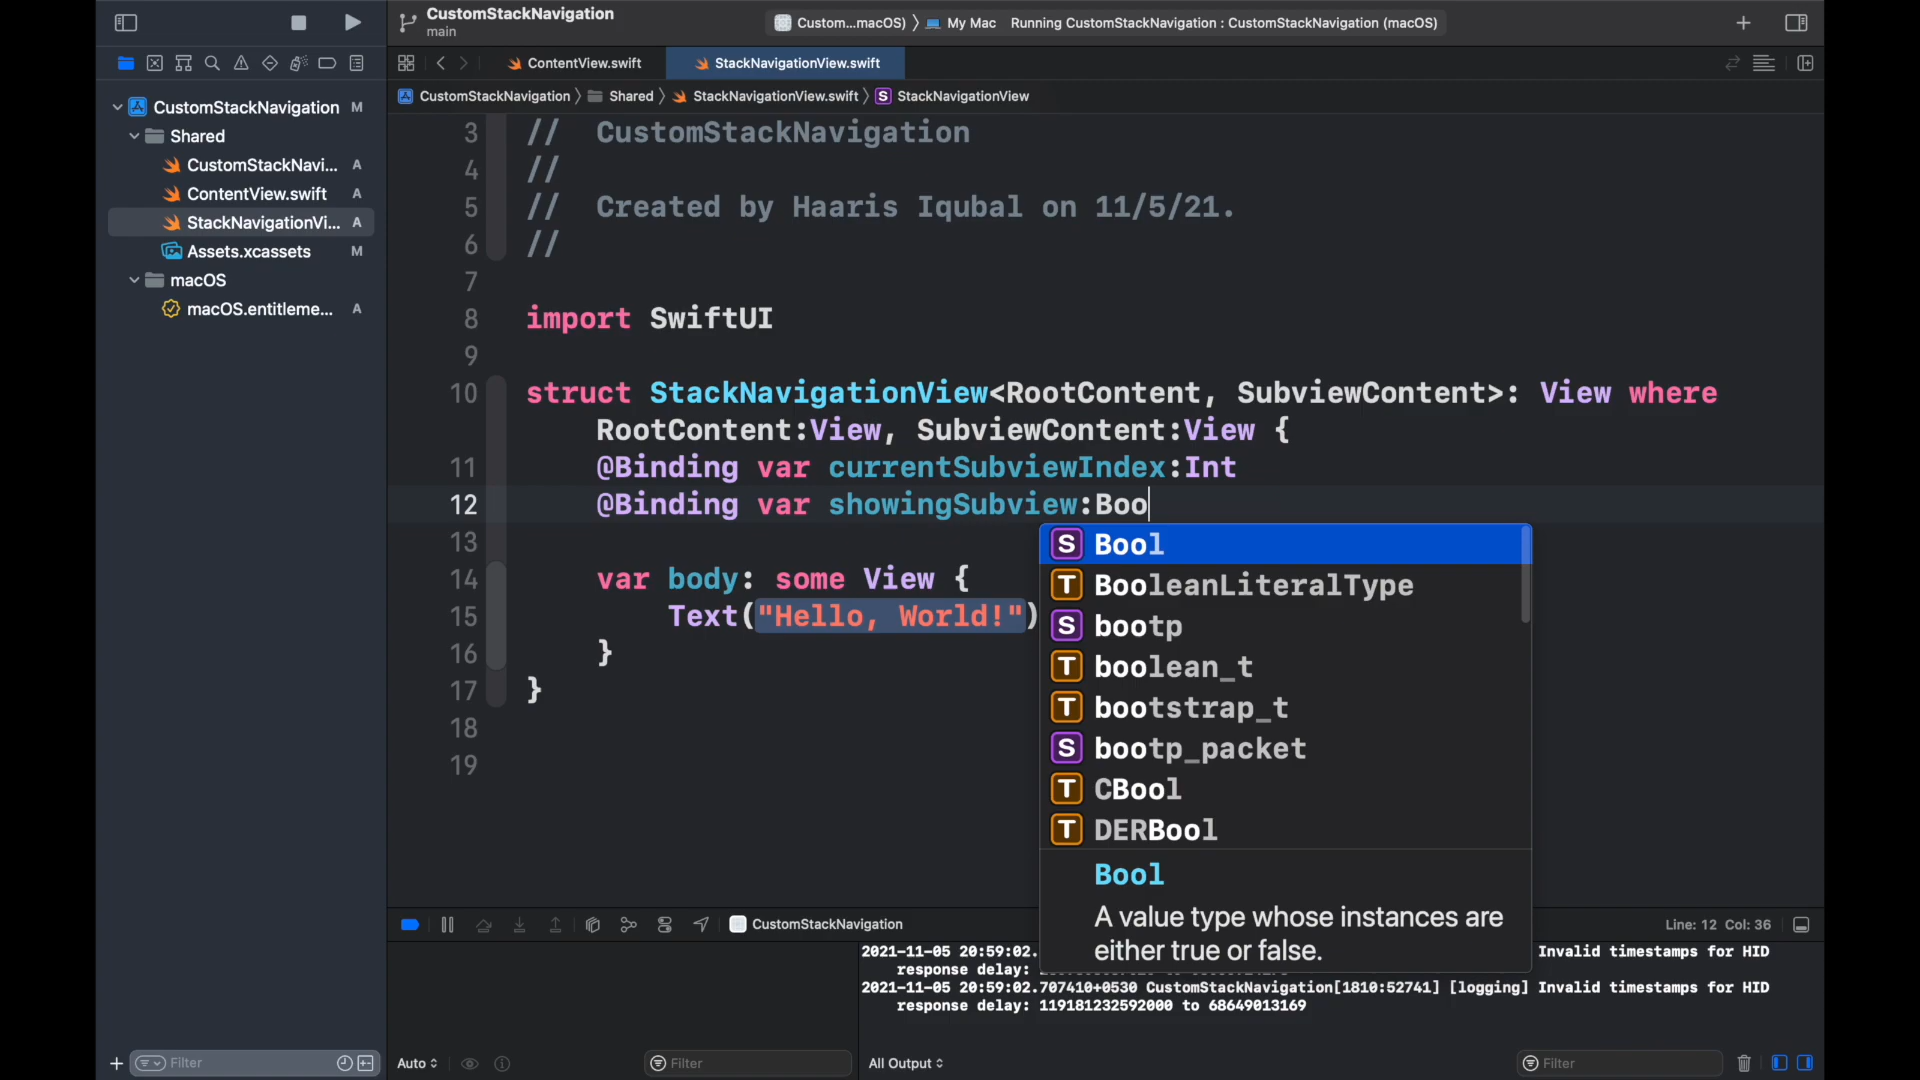 CustomStackNavigation
main
Custom...macOS) 〉 My Mac
Running CustomStackNavigation : CustomStackNavigation (macOS)
ContentView.swift
StackNavigationView.swift
CustomStackNavigation 〉 Shared 〉 StackNavigationView.swift 〉 S StackNavigationView
CustomStackNavigation M
Shared
CustomStackNavi... A
ContentView.swift A
StackNavigationVi... A
Assets.xcassets M
macOS
macOS.entitleme... A
3 //  CustomStackNavigation
4 //
5 //  Created by Haaris Iqubal on 11/5/21.
6 //
7
8 import SwiftUI
9
10 struct StackNavigationView<RootContent, SubviewContent>: View where
RootContent:View, SubviewContent:View {
11 @Binding var currentSubviewIndex:Int
12 @Binding var showingSubview:Boo
13
14 var body: some View {
15 Text("Hello, World!")
16 }
17 }
18
19
S Bool
T BooleanLiteralType
S bootp
T boolean_t
T bootstrap_t
S bootp_packet
T CBool
T DERBool
Bool
A value type whose instances are
either true or false.
CustomStackNavigation
Line: 12 Col: 36
2021-11-05 20:59:02. Invalid timestamps for HID
response delay:
2021-11-05 20:59:02.707410+0530 CustomStackNavigation[1810:52741] [logging] Invalid timestamps for HID
response delay: 119181232592000 to 68649013169
Filter
Auto
Filter
All Output
Filter